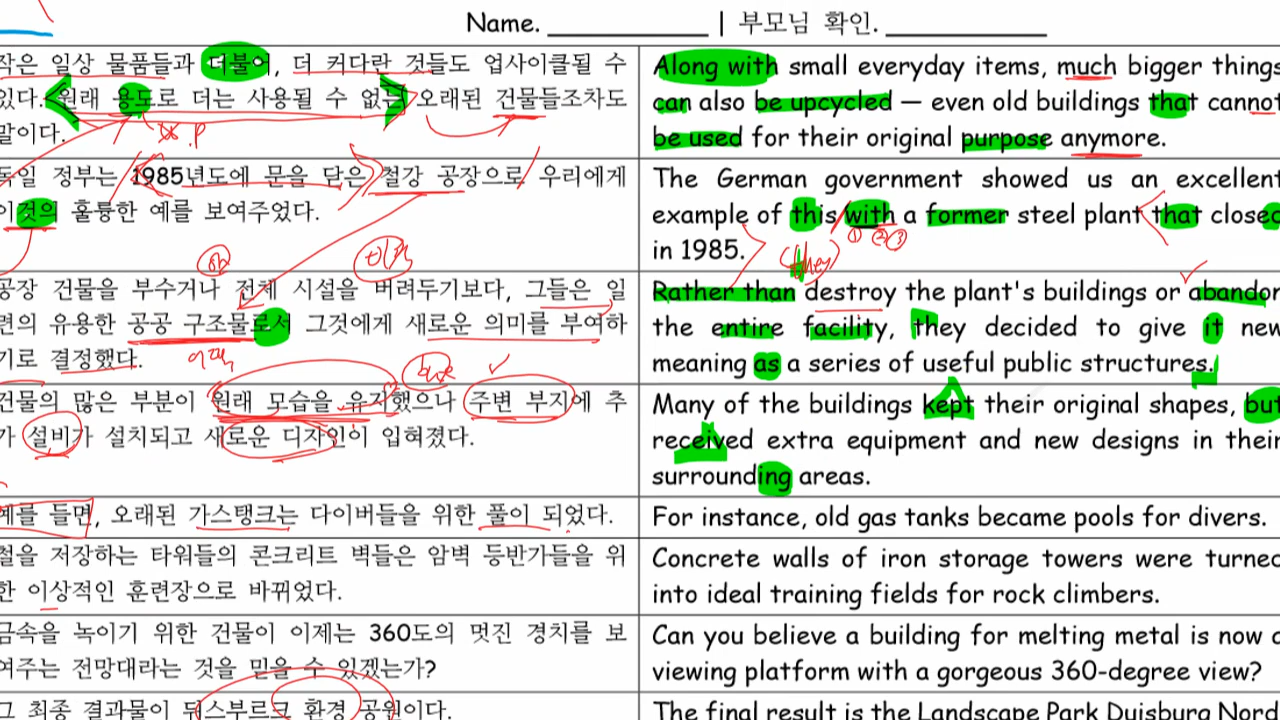 Name. ____________ | 부모님 확인. ____________
작은 일상 물품들과 더불어, 더 커다란 것들도 업사이클될 수
있다. 원래 용도로 더는 사용될 수 없는 오래된 건물들조차도
말이다.
Along with small everyday items, much bigger things
can also be upcycled — even old buildings that cannot
be used for their original purpose anymore.
독일 정부는 1985년도에 문을 닫은 철강 공장으로 우리에게
이것의 훌륭한 예를 보여주었다.
The German government showed us an excellent
example of this with a former steel plant that closed
in 1985.
① ② ③
(they)
공장 건물을 부수거나 전체 시설을 버려두기보다, 그들은 일
련의 유용한 공공 구조물로서 그것에게 새로운 의미를 부여하
기로 결정했다.
Rather than destroy the plant's buildings or abandon
the entire facility, they decided to give it new
meaning as a series of useful public structures.
건물의 많은 부분이 원래 모습을 유지했으나 주변 부지에 추
가 설비가 설치되고 새로운 디자인이 입혀졌다.
but
Many of the buildings kept their original shapes, but
received extra equipment and new designs in their
surrounding areas.
예를 들면, 오래된 가스탱크는 다이버들을 위한 풀이 되었다.
For instance, old gas tanks became pools for divers.
철을 저장하는 타워들의 콘크리트 벽들은 암벽 등반가들을 위
한 이상적인 훈련장으로 바뀌었다.
Concrete walls of iron storage towers were turned
into ideal training fields for rock climbers.
금속을 녹이기 위한 건물이 이제는 360도의 멋진 경치를 보
여주는 전망대라는 것을 믿을 수 있겠는가?
Can you believe a building for melting metal is now a
viewing platform with a gorgeous 360-degree view?
그 최종 결과물이 뒤스부르크 환경 공원이다.
The final result is the Landscape Park Duisburg Nord